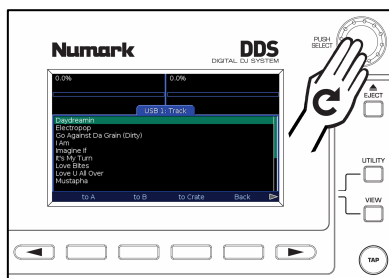 Numark
DDS
DIGITAL DJ SYSTEM
PUSH
SELECT
EJECT
0.0%
0.0%
USB 1: Track
Daydreamin
Electropop
Go Against Da Grain (Dirty)
I Am
Imagine If
It's My Turn
Love Bites
Love U All Over
Mustapha
to A to B to Crate Back
UTILITY
VIEW
TAP